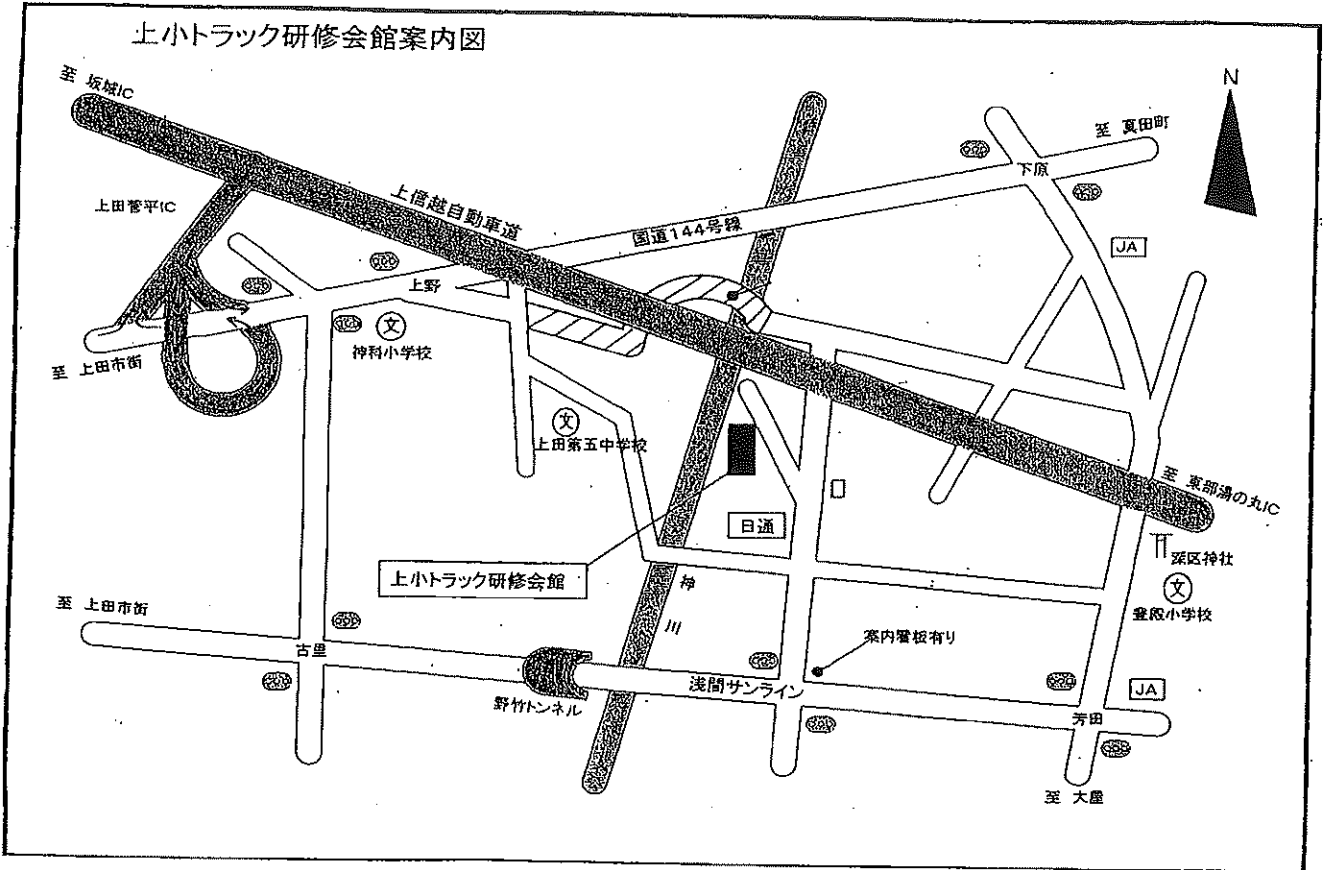 上小トラック研修会館案内図
至 坂城IC
N
至 真田町
下原
上田菅平IC
上信越自動車道
国道144号線
JA
上野
文
神科小学校
至 上田市街
文
上田第五中学校
至 東部湯の丸IC
日通
深区神社
上小トラック研修会館
文
豊殿小学校
神川
至 上田市街
案内看板有り
古里
浅間サンライン
JA
野竹トンネル
芳田
至 大屋